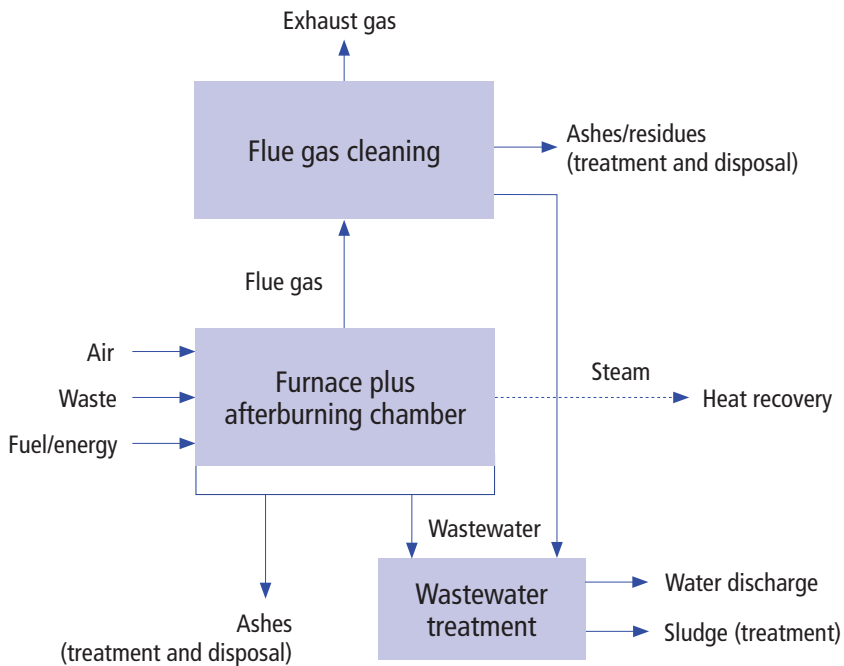 Exhaust gas
Flue gas cleaning
Ashes/residues
(treatment and disposal)
Flue gas
Air
Waste
Fuel/energy
Furnace plus
afterburning chamber
Steam
Heat recovery
Wastewater
Ashes
(treatment and disposal)
Wastewater
treatment
Water discharge
Sludge (treatment)